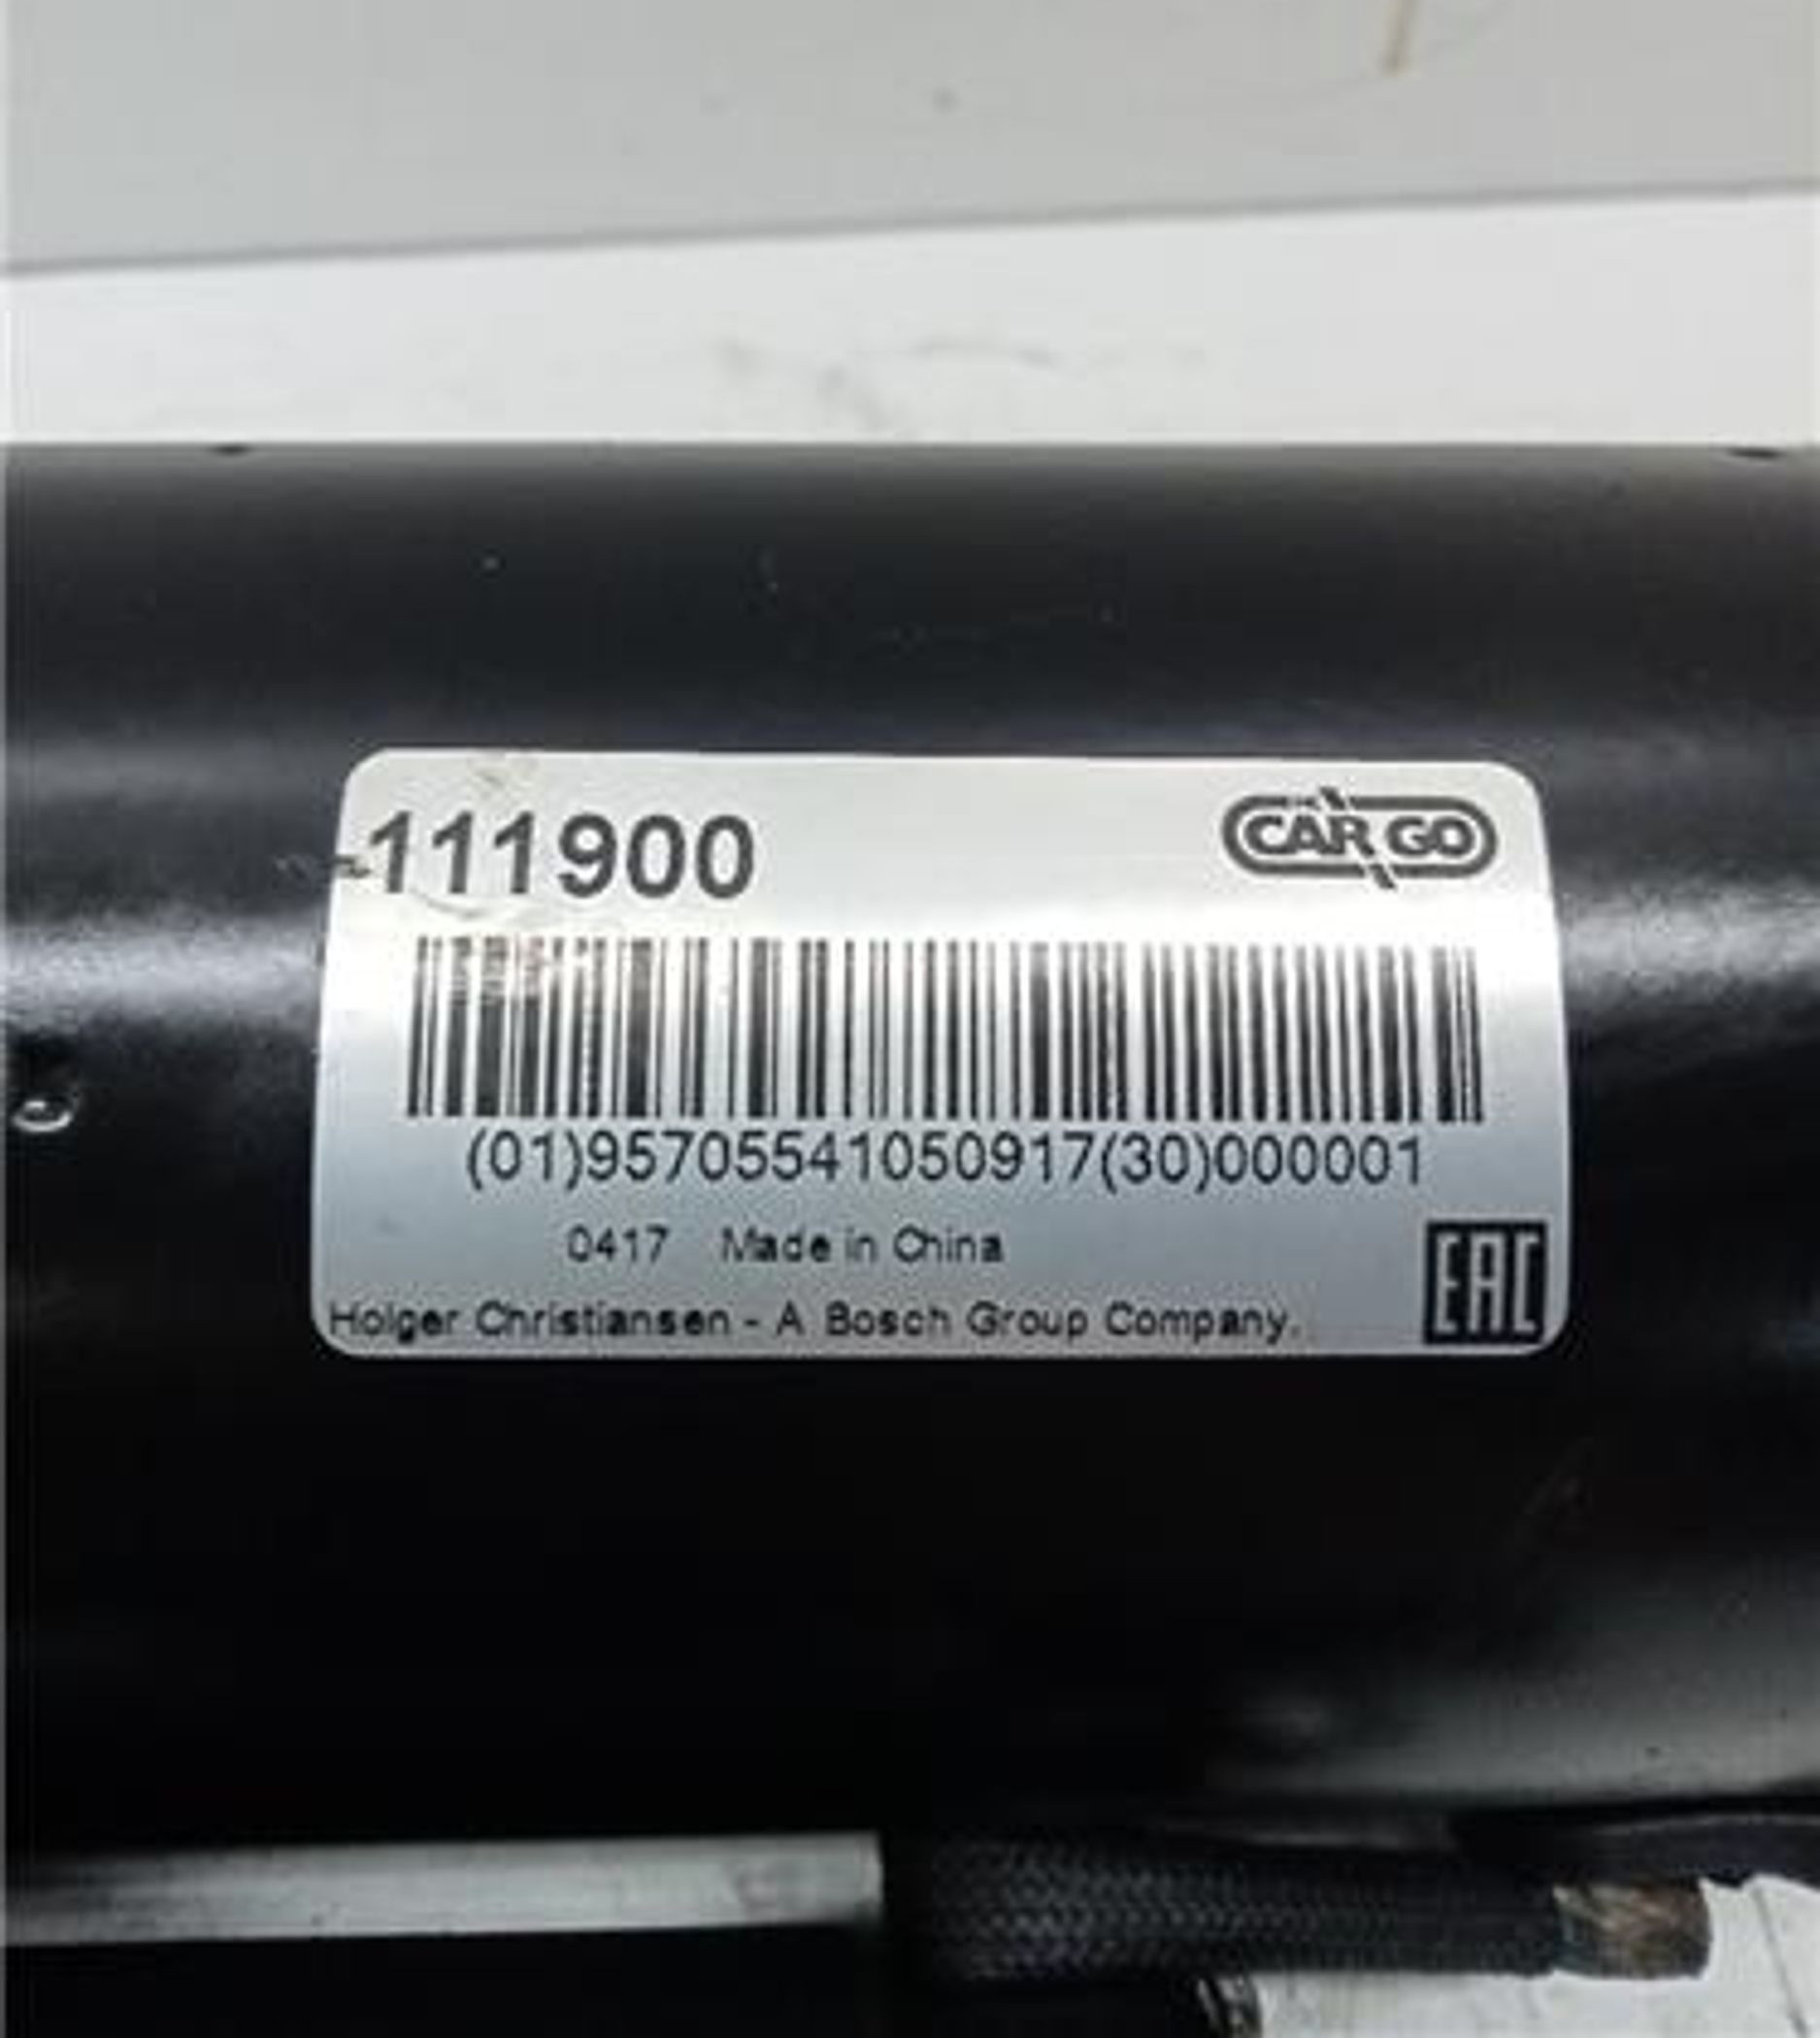 111900
CARGO
(01)95705541050917(30)000001
0417 Made in China
Holger Christiansen - A Bosch Group Company.
EAC